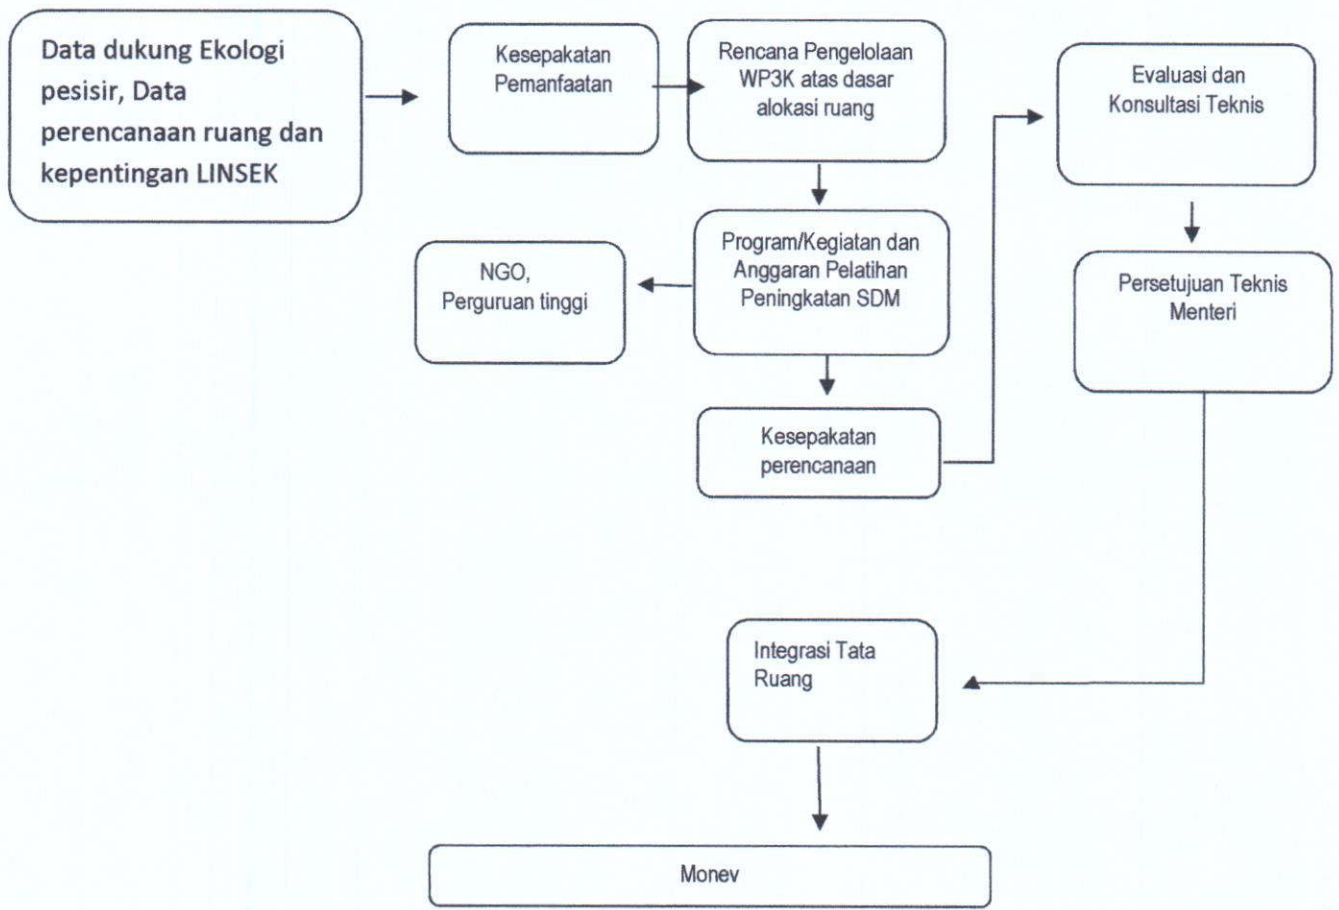 Data dukung Ekologi
pesisir, Data
perencanaan ruang dan
kepentingan LINSEK
Kesepakatan
Pemanfaatan
Rencana Pengelolaan
WP3K atas dasar
alokasi ruang
Evaluasi dan
Konsultasi Teknis
NGO,
Perguruan tinggi
Program/Kegiatan dan
Anggaran Pelatihan
Peningkatan SDM
Persetujuan Teknis
Menteri
Kesepakatan
perencanaan
Integrasi Tata
Ruang
Monev